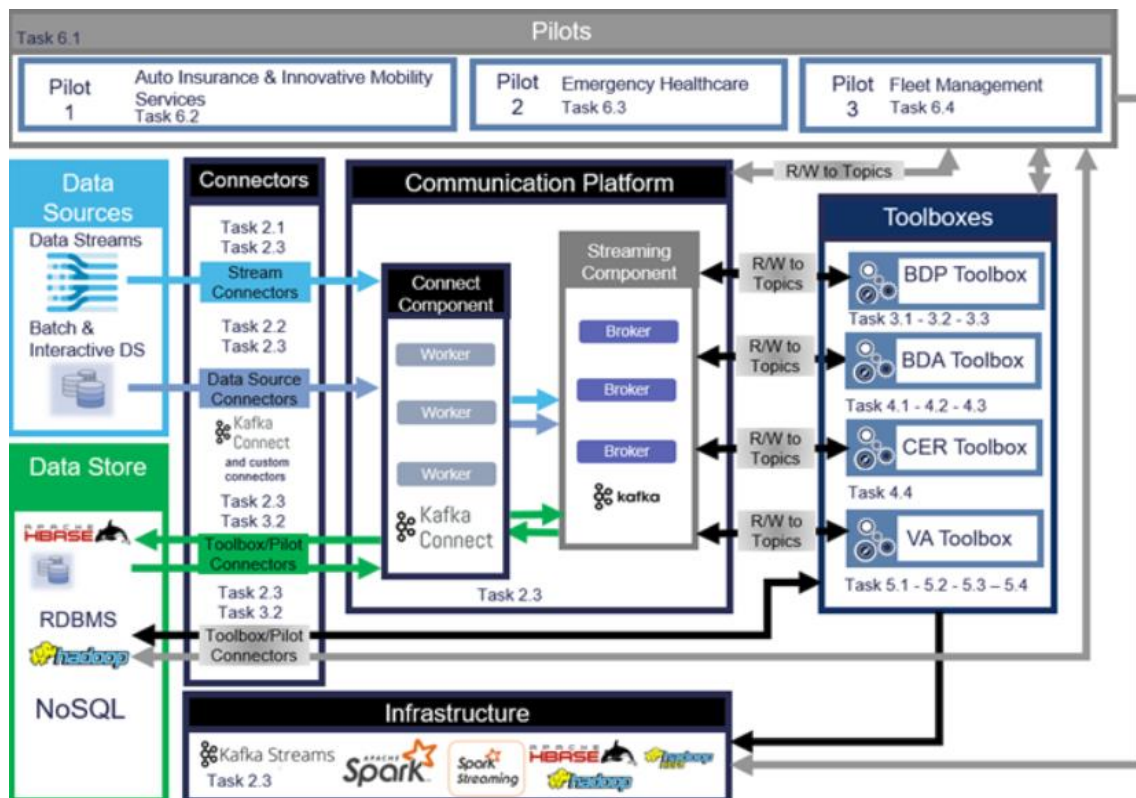 Task 6.1
Pilots
Pilot
1
Auto Insurance & Innovative Mobility
Services
Task 6.2
Pilot
2
Emergency Healthcare
Task 6.3
Pilot
3
Fleet Management
Task 6.4
Data
Sources
Data Streams
Batch &
Interactive DS
Data Store
APACHE
HBASE
RDBMS
hadoop
NoSQL
Connectors
Task 2.1
Task 2.3
Stream
Connectors
Task 2.2
Task 2.3
Data Source
Connectors
Kafka
Connect
and custom
connectors
Task 2.3
Task 3.2
Toolbox/Pilot
Connectors
Task 2.3
Task 3.2
Toolbox/Pilot
Connectors
Communication Platform
Connect
Component
Worker
Worker
Worker
Kafka
Connect
Streaming
Component
Broker
Broker
Broker
kafka
Task 2.3
R/W to Topics
R/W to
Topics
R/W to
Topics
R/W to
Topics
R/W to
Topics
Toolboxes
BDP Toolbox
Task 3.1 - 3.2 - 3.3
BDA Toolbox
Task 4.1 - 4.2 - 4.3
CER Toolbox
Task 4.4
VA Toolbox
Task 5.1 - 5.2 - 5.3 – 5.4
Infrastructure
Kafka Streams
Task 2.3
APACHE
Spark
Spark
Streaming
APACHE
HBASE
hadoop
hadoop